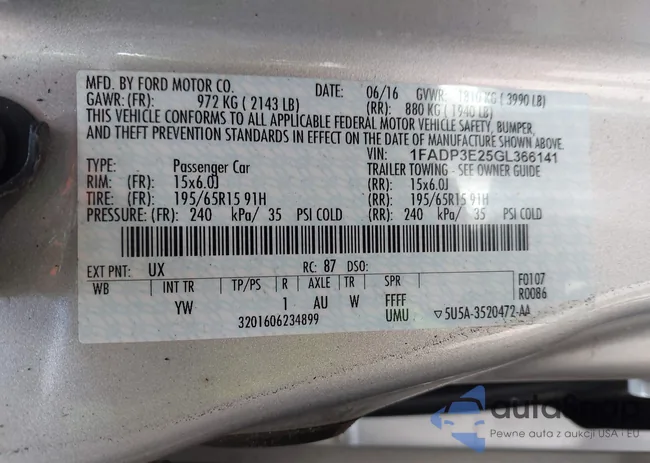 MFD. BY FORD MOTOR CO. DATE: 06/16 GVWR: 1810 KG ( 3990 LB)
GAWR: (FR): 972 KG ( 2143 LB) (RR): 880 KG ( 1940 LB)
THIS VEHICLE CONFORMS TO ALL APPLICABLE FEDERAL MOTOR VEHICLE SAFETY, BUMPER,
AND THEFT PREVENTION STANDARDS IN EFFECT ON THE DATE OF MANUFACTURE SHOWN ABOVE.
VIN: 1FADP3E25GL366141
TYPE: Passenger Car TRAILER TOWING - SEE OWNER GUIDE
RIM: (FR): 15x6.0J (RR): 15x6.0J
TIRE: (FR): 195/65R15 91H (RR): 195/65R15 91H
PRESSURE: (FR): 240 kPa/ 35 PSI COLD (RR): 240 kPa/ 35 PSI COLD
EXT PNT: UX RC: 87 DSO:
WB INT TR TP/PS R AXLE TR SPR F0107
YW 1 AU W FFFF R0086
3201606234899 UMU ▽5U5A-3520472-AA
Pewne auta z aukcji USA i EU